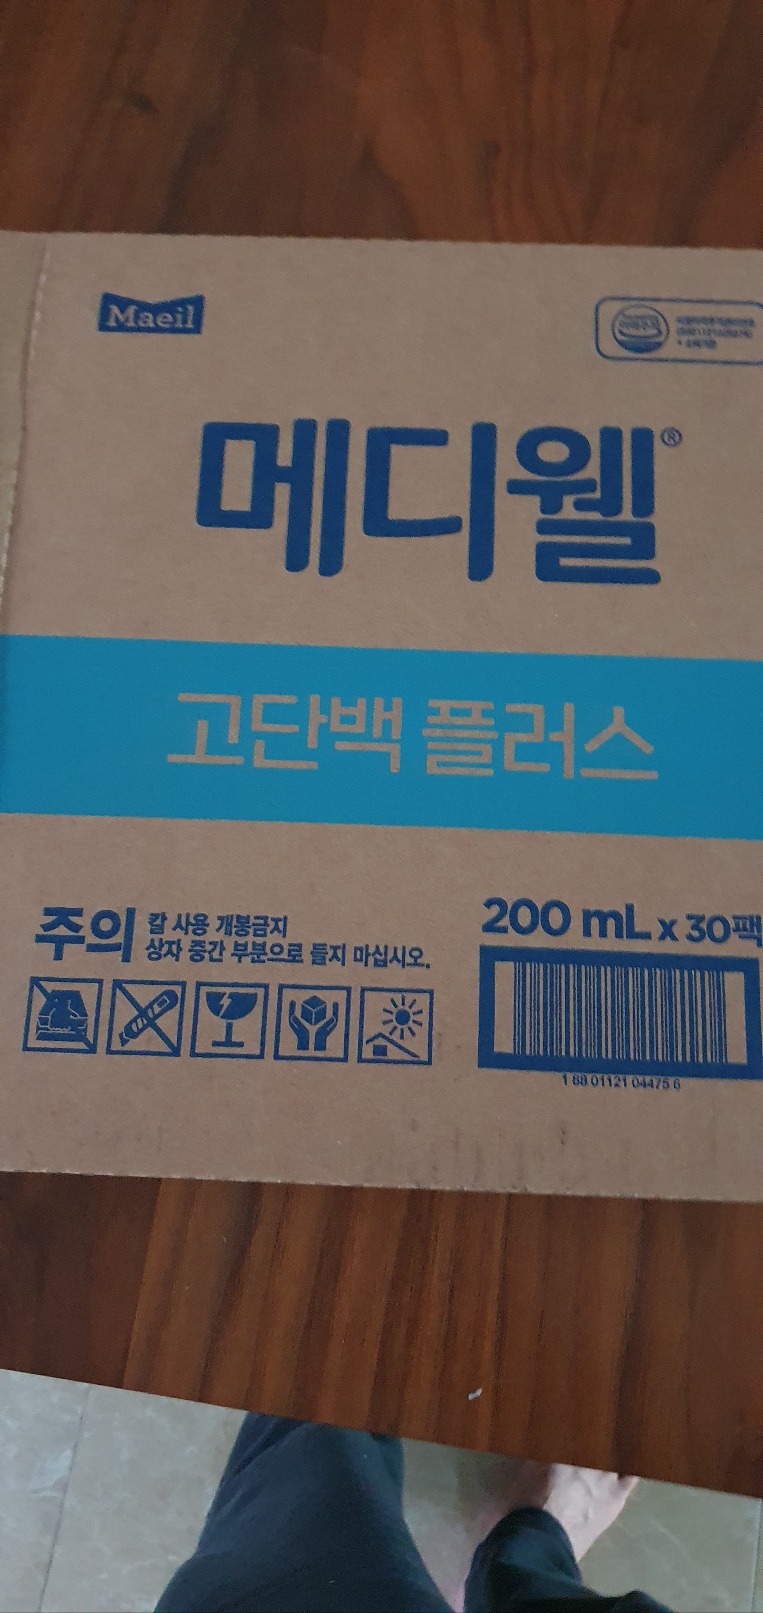 Maeil
메디웰®
고단백 플러스
주의 칼 사용 개봉금지
상자 중간 부분으로 들지 마십시오.
200 mL x 30팩
1 88 01121 04475 6